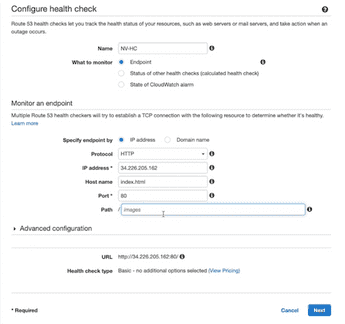 Configure health check
Route 53 health checks let you track the health status of your resources, such as web servers or mail servers, and take action when an
outage occurs.
Name NV-HC
What to monitor Endpoint
Status of other health checks (calculated health check)
State of CloudWatch alarm
Monitor an endpoint
Multiple Route 53 health checkers will try to establish a TCP connection with the following resource to determine whether it's healthy.
Learn more
Specify endpoint by IP address Domain name
Protocol HTTP
IP address * 34.226.205.162
Host name index.html
Port * 80
Path / images
Advanced configuration
URL http://34.226.205.162:80/
Health check type Basic - no additional options selected (View Pricing)
* Required
Cancel Next